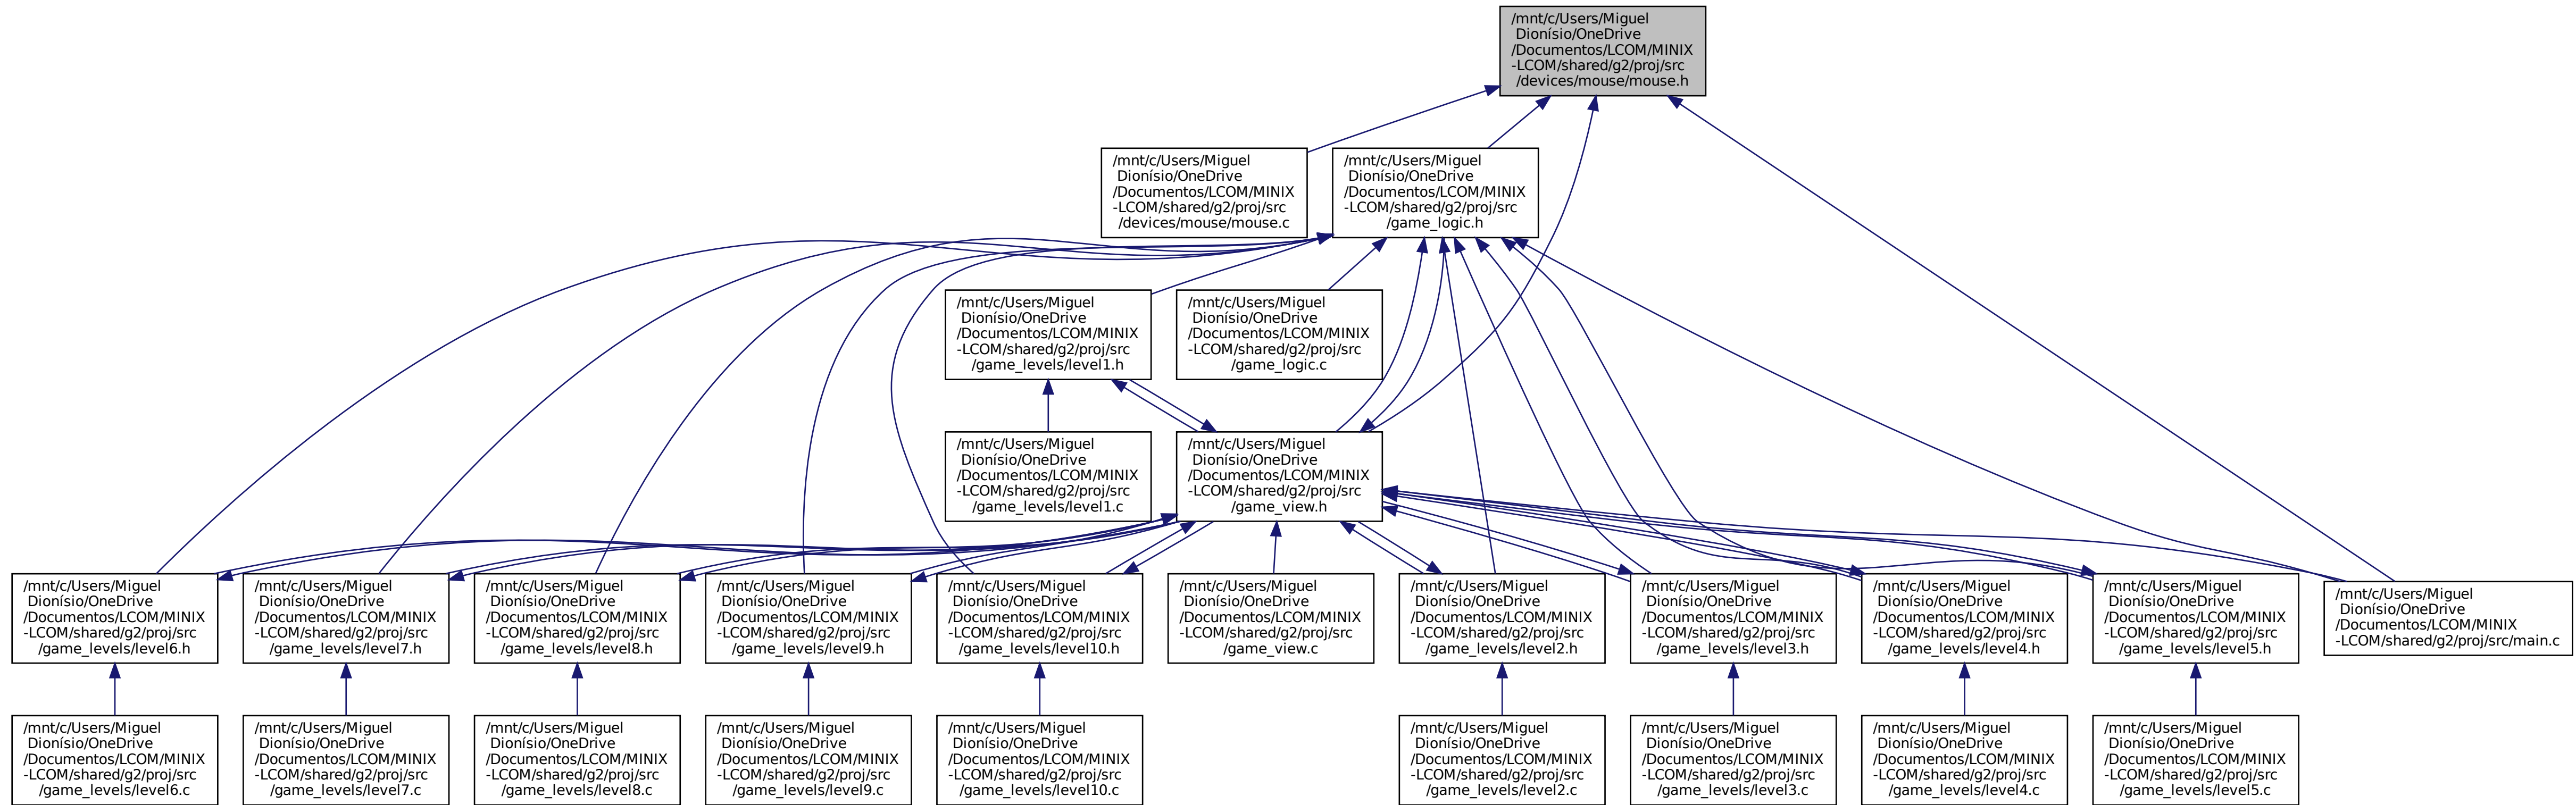 /mnt/c/Users/Miguel
Dionísio/OneDrive
/Documentos/LCOM/MINIX
-LCOM/shared/g2/proj/src
/devices/mouse/mouse.h
/mnt/c/Users/Miguel
Dionísio/OneDrive
/Documentos/LCOM/MINIX
-LCOM/shared/g2/proj/src
/devices/mouse/mouse.c
/mnt/c/Users/Miguel
Dionísio/OneDrive
/Documentos/LCOM/MINIX
-LCOM/shared/g2/proj/src
/game_logic.h
/mnt/c/Users/Miguel
Dionísio/OneDrive
/Documentos/LCOM/MINIX
-LCOM/shared/g2/proj/src
/game_levels/level1.h
/mnt/c/Users/Miguel
Dionísio/OneDrive
/Documentos/LCOM/MINIX
-LCOM/shared/g2/proj/src
/game_logic.c
/mnt/c/Users/Miguel
Dionísio/OneDrive
/Documentos/LCOM/MINIX
-LCOM/shared/g2/proj/src
/game_levels/level1.c
/mnt/c/Users/Miguel
Dionísio/OneDrive
/Documentos/LCOM/MINIX
-LCOM/shared/g2/proj/src
/game_view.h
/mnt/c/Users/Miguel
Dionísio/OneDrive
/Documentos/LCOM/MINIX
-LCOM/shared/g2/proj/src
/game_levels/level6.h
/mnt/c/Users/Miguel
Dionísio/OneDrive
/Documentos/LCOM/MINIX
-LCOM/shared/g2/proj/src
/game_levels/level7.h
/mnt/c/Users/Miguel
Dionísio/OneDrive
/Documentos/LCOM/MINIX
-LCOM/shared/g2/proj/src
/game_levels/level8.h
/mnt/c/Users/Miguel
Dionísio/OneDrive
/Documentos/LCOM/MINIX
-LCOM/shared/g2/proj/src
/game_levels/level9.h
/mnt/c/Users/Miguel
Dionísio/OneDrive
/Documentos/LCOM/MINIX
-LCOM/shared/g2/proj/src
/game_levels/level10.h
/mnt/c/Users/Miguel
Dionísio/OneDrive
/Documentos/LCOM/MINIX
-LCOM/shared/g2/proj/src
/game_view.c
/mnt/c/Users/Miguel
Dionísio/OneDrive
/Documentos/LCOM/MINIX
-LCOM/shared/g2/proj/src
/game_levels/level2.h
/mnt/c/Users/Miguel
Dionísio/OneDrive
/Documentos/LCOM/MINIX
-LCOM/shared/g2/proj/src
/game_levels/level3.h
/mnt/c/Users/Miguel
Dionísio/OneDrive
/Documentos/LCOM/MINIX
-LCOM/shared/g2/proj/src
/game_levels/level4.h
/mnt/c/Users/Miguel
Dionísio/OneDrive
/Documentos/LCOM/MINIX
-LCOM/shared/g2/proj/src
/game_levels/level5.h
/mnt/c/Users/Miguel
Dionísio/OneDrive
/Documentos/LCOM/MINIX
-LCOM/shared/g2/proj/src/main.c
/mnt/c/Users/Miguel
Dionísio/OneDrive
/Documentos/LCOM/MINIX
-LCOM/shared/g2/proj/src
/game_levels/level6.c
/mnt/c/Users/Miguel
Dionísio/OneDrive
/Documentos/LCOM/MINIX
-LCOM/shared/g2/proj/src
/game_levels/level7.c
/mnt/c/Users/Miguel
Dionísio/OneDrive
/Documentos/LCOM/MINIX
-LCOM/shared/g2/proj/src
/game_levels/level8.c
/mnt/c/Users/Miguel
Dionísio/OneDrive
/Documentos/LCOM/MINIX
-LCOM/shared/g2/proj/src
/game_levels/level9.c
/mnt/c/Users/Miguel
Dionísio/OneDrive
/Documentos/LCOM/MINIX
-LCOM/shared/g2/proj/src
/game_levels/level10.c
/mnt/c/Users/Miguel
Dionísio/OneDrive
/Documentos/LCOM/MINIX
-LCOM/shared/g2/proj/src
/game_levels/level2.c
/mnt/c/Users/Miguel
Dionísio/OneDrive
/Documentos/LCOM/MINIX
-LCOM/shared/g2/proj/src
/game_levels/level3.c
/mnt/c/Users/Miguel
Dionísio/OneDrive
/Documentos/LCOM/MINIX
-LCOM/shared/g2/proj/src
/game_levels/level4.c
/mnt/c/Users/Miguel
Dionísio/OneDrive
/Documentos/LCOM/MINIX
-LCOM/shared/g2/proj/src
/game_levels/level5.c